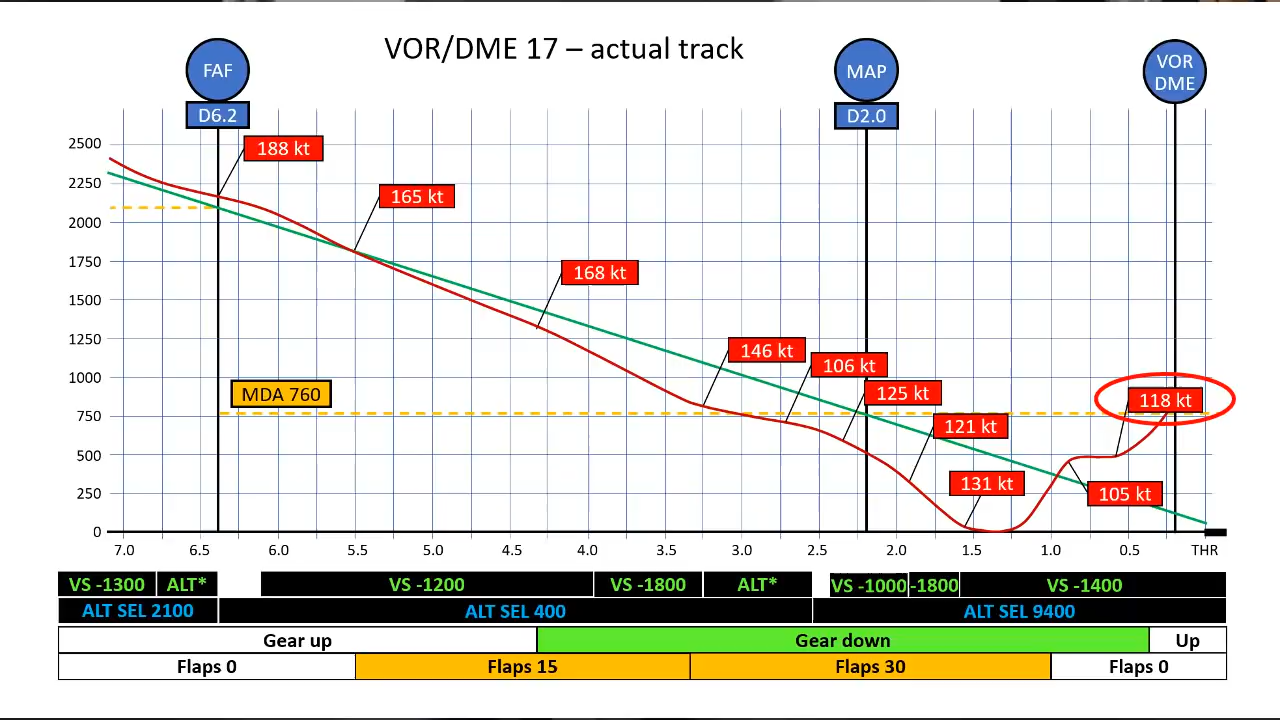 VOR/DME 17 – actual track
FAF
MAP
VOR
DME
D6.2
D2.0
188 kt
165 kt
168 kt
146 kt
106 kt
125 kt
118 kt
121 kt
131 kt
105 kt
MDA 760
2500
2250
2000
1750
1500
1250
1000
750
500
250
0
7.0 6.5 6.0 5.5 5.0 4.5 4.0 3.5 3.0 2.5 2.0 1.5 1.0 0.5 THR
VS -1300 ALT* VS -1200 VS -1800 ALT* VS -1000 -1800 VS -1400
ALT SEL 2100 ALT SEL 400 ALT SEL 9400
Gear up Gear down Up
Flaps 0 Flaps 15 Flaps 30 Flaps 0